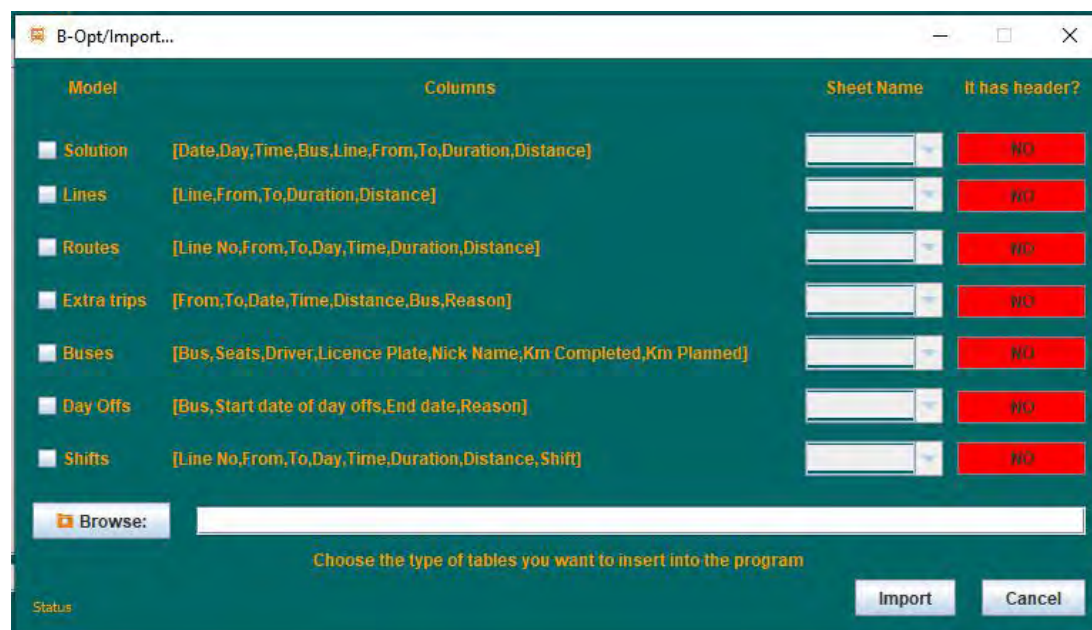 B-Opt/Import...
Model Columns Sheet Name It has header?
Solution [Date,Day,Time,Bus,Line,From,To,Duration,Distance] NO
Lines [Line,From,To,Duration,Distance] NO
Routes [Line No,From,To,Day,Time,Duration,Distance] NO
Extra trips [From,To,Date,Time,Distance,Bus,Reason] NO
Buses [Bus,Seats,Driver,Licence Plate,Nick Name,Km Completed,Km Planned] NO
Day Offs [Bus,Start date of day offs,End date,Reason] NO
Shifts [Line No,From,To,Day,Time,Duration,Distance,Shift] NO
Browse:
Choose the type of tables you want to insert into the program
Import Cancel
Status